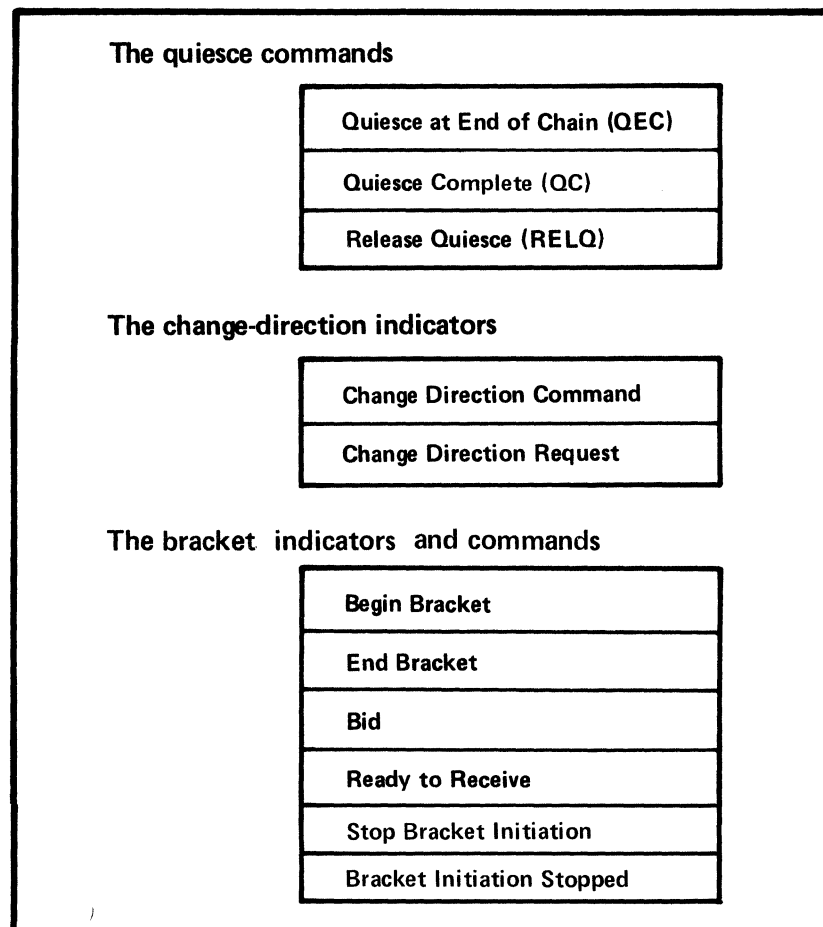 The quiesce commands
Quiesce at End of Chain (QEC)
Quiesce Complete (QC)
Release Quiesce (RELQ)
The change-direction indicators
Change Direction Command
Change Direction Request
The bracket indicators and commands
Begin Bracket
End Bracket
Bid
Ready to Receive
Stop Bracket Initiation
Bracket Initiation Stopped